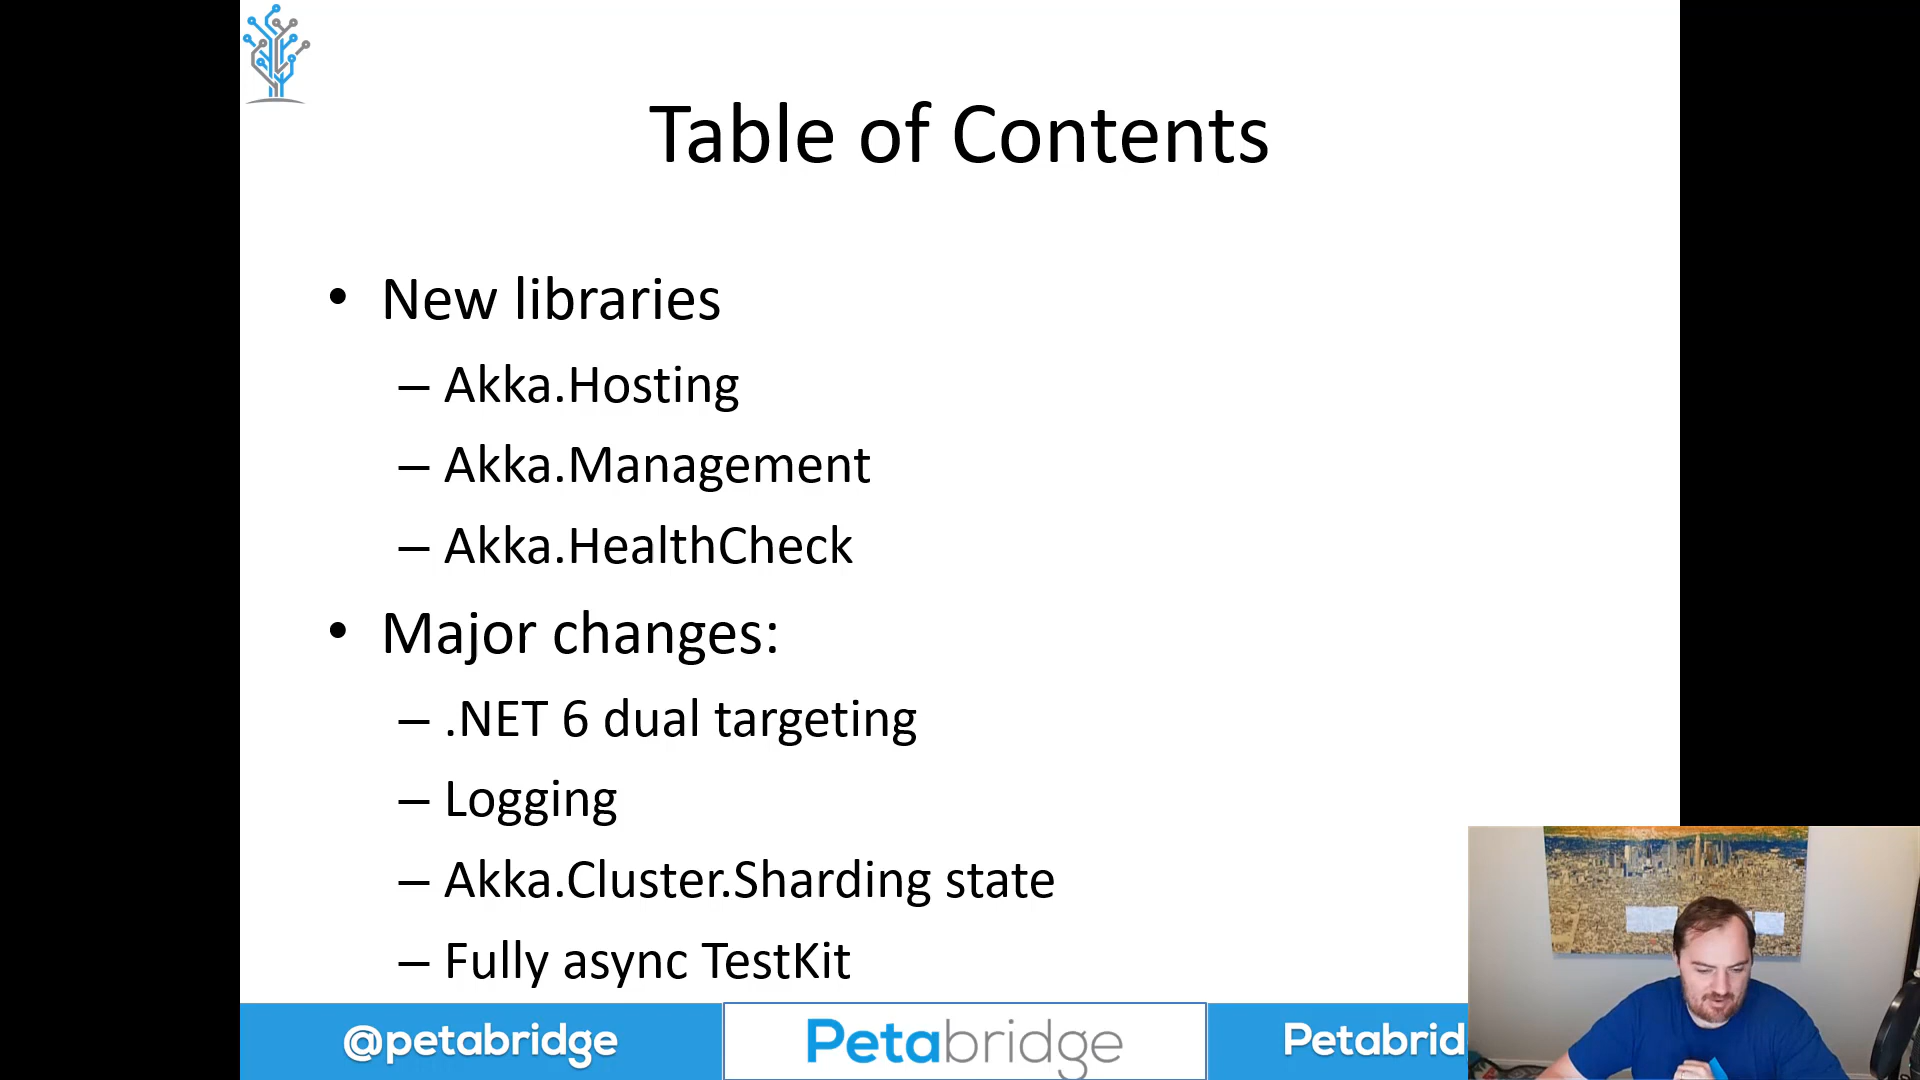 Table of Contents
• New libraries
– Akka.Hosting
– Akka.Management
– Akka.HealthCheck
• Major changes:
– .NET 6 dual targeting
– Logging
– Akka.Cluster.Sharding state
– Fully async TestKit
@petabridge
Petabridge
Petabrid